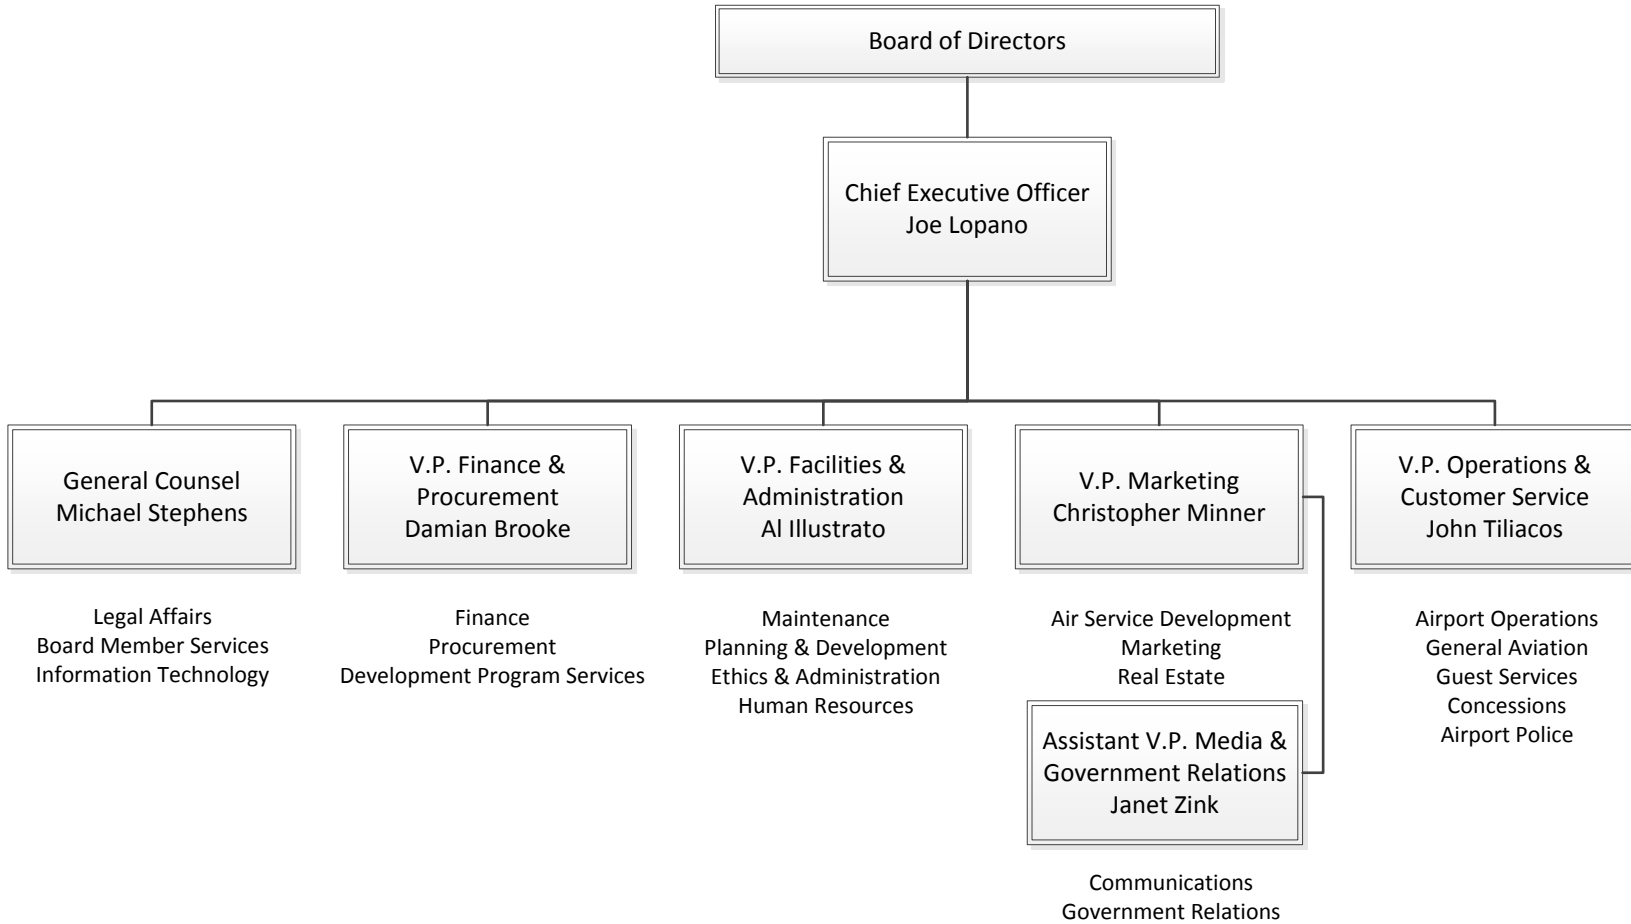 Board of Directors
Chief Executive Officer
Joe Lopano
General Counsel
Michael Stephens
Legal Affairs
Board Member Services
Information Technology
V.P. Finance &
Procurement
Damian Brooke
Finance
Procurement
Development Program Services
V.P. Facilities &
Administration
Al Illustrato
Maintenance
Planning & Development
Ethics & Administration
Human Resources
V.P. Marketing
Christopher Minner
Air Service Development
Marketing
Real Estate
Assistant V.P. Media &
Government Relations
Janet Zink
Communications
Government Relations
V.P. Operations &
Customer Service
John Tiliacos
Airport Operations
General Aviation
Guest Services
Concessions
Airport Police